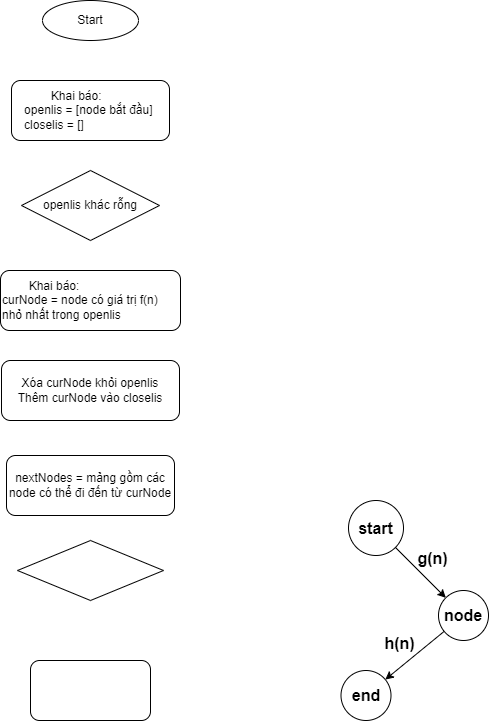 Start
Khai báo:
openlis = [node bắt đầu]
closelis = []
openlis khác rỗng
Khai báo:
curNode = node có giá trị f(n)
nhỏ nhất trong openlis
Xóa curNode khỏi openlis
Thêm curNode vào closelis
nextNodes = mảng gồm các
node có thể đi đến từ curNode
start
g(n)
node
h(n)
end